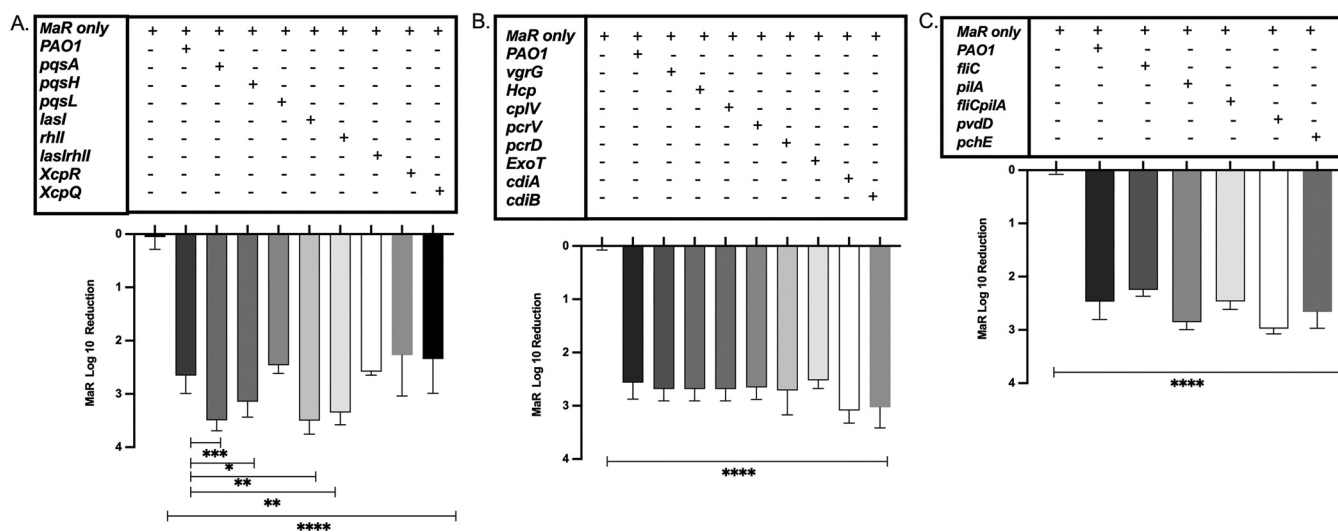 A.
MaR only + + + + + + + + + +
PAO1 - + - - - - - - - -
pqsA - - + - - - - - - -
pqsH - - - + - - - - - -
pqsL - - - - + - - - - -
lasI - - - - - + - - - -
rhlI - - - - - - + - - -
lasIrhlI - - - - - - - + - -
XcpR - - - - - - - - + -
XcpQ - - - - - - - - - +
MaR Log 10 Reduction
0
1
2
3
4
***
*
**
**
****
B.
MaR only + + + + + + + + + +
PAO1 - + - - - - - - - -
vgrG - - + - - - - - - -
Hcp - - - + - - - - - -
cplV - - - - + - - - - -
pcrV - - - - - + - - - -
pcrD - - - - - - + - - -
ExoT - - - - - - - + - -
cdiA - - - - - - - - + -
cdiB - - - - - - - - - +
MaR Log 10 Reduction
0
1
2
3
4
****
C.
MaR only + + + + + + +
PAO1 - + - - - - -
fliC - - + - - - -
pilA - - - + - - -
fliCpilA - - - - + - -
pvdD - - - - - + -
pchE - - - - - - +
MaR Log 10 Reduction
0
1
2
3
4
****